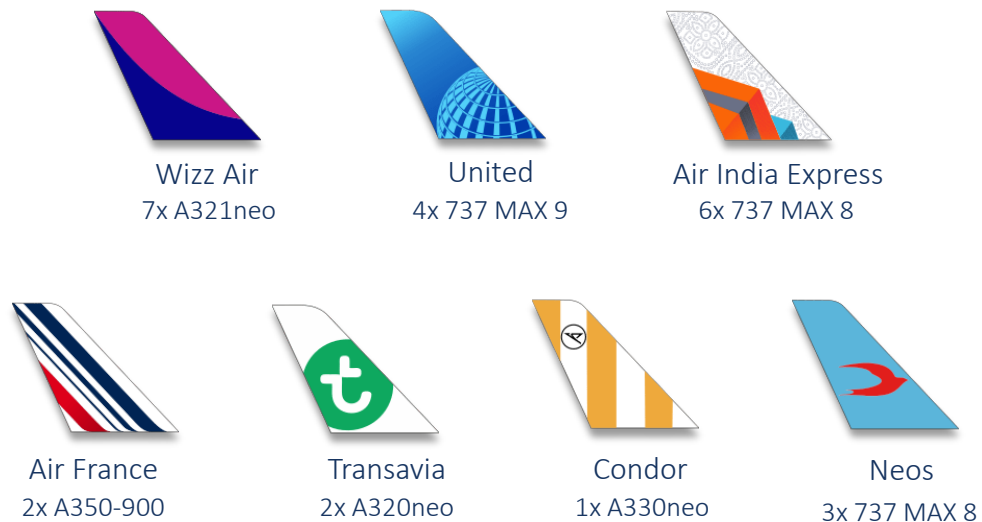 Wizz Air
7x A321neo
United
4x 737 MAX 9
Air India Express
6x 737 MAX 8
Air France
2x A350-900
Transavia
2x A320neo
Condor
1x A330neo
Neos
3x 737 MAX 8